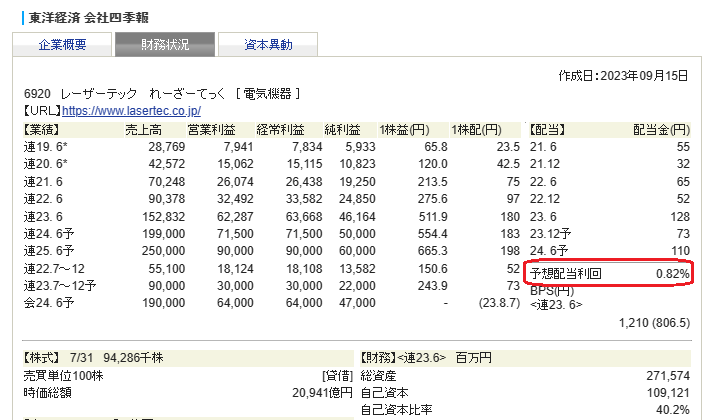 東洋経済 会社四季報
企業概要 財務状況 資本異動
作成日：2023年09月15日
6920 レーザーテック れーざーてっく ［ 電気機器 ］
【URL】https://www.lasertec.co.jp/
【業績】 売上高 営業利益 経常利益 純利益 1株益(円) 1株配(円) 【配当】 配当金(円)
連19. 6* 28,769 7,941 7,834 5,933 65.8 23.5 21. 6 55
連20. 6* 42,572 15,062 15,115 10,823 120.0 42.5 21.12 32
連21. 6 70,248 26,074 26,438 19,250 213.5 75 22. 6 65
連22. 6 90,378 32,492 33,582 24,850 275.6 97 22.12 52
連23. 6 152,832 62,287 63,668 46,164 511.9 180 23. 6 128
連24. 6予 199,000 71,500 71,500 50,000 554.4 183 23.12予 73
連25. 6予 250,000 90,000 90,000 60,000 665.3 198 24. 6予 110
連22.7～12 55,100 18,124 18,108 13,582 150.6 52 予想配当利回 0.82%
連23.7～12予 90,000 30,000 30,000 22,000 243.9 73 BPS(円)
会24. 6予 190,000 64,000 64,000 47,000 - (23.8.7) <連23. 6>
1,210 (806.5)
【株式】 7/31 94,286千株 【財務】<連23.6> 百万円
売買単位100株 [貸借] 総資産 271,574
時価総額 20,941億円 自己資本 109,121
自己資本比率 40.2%